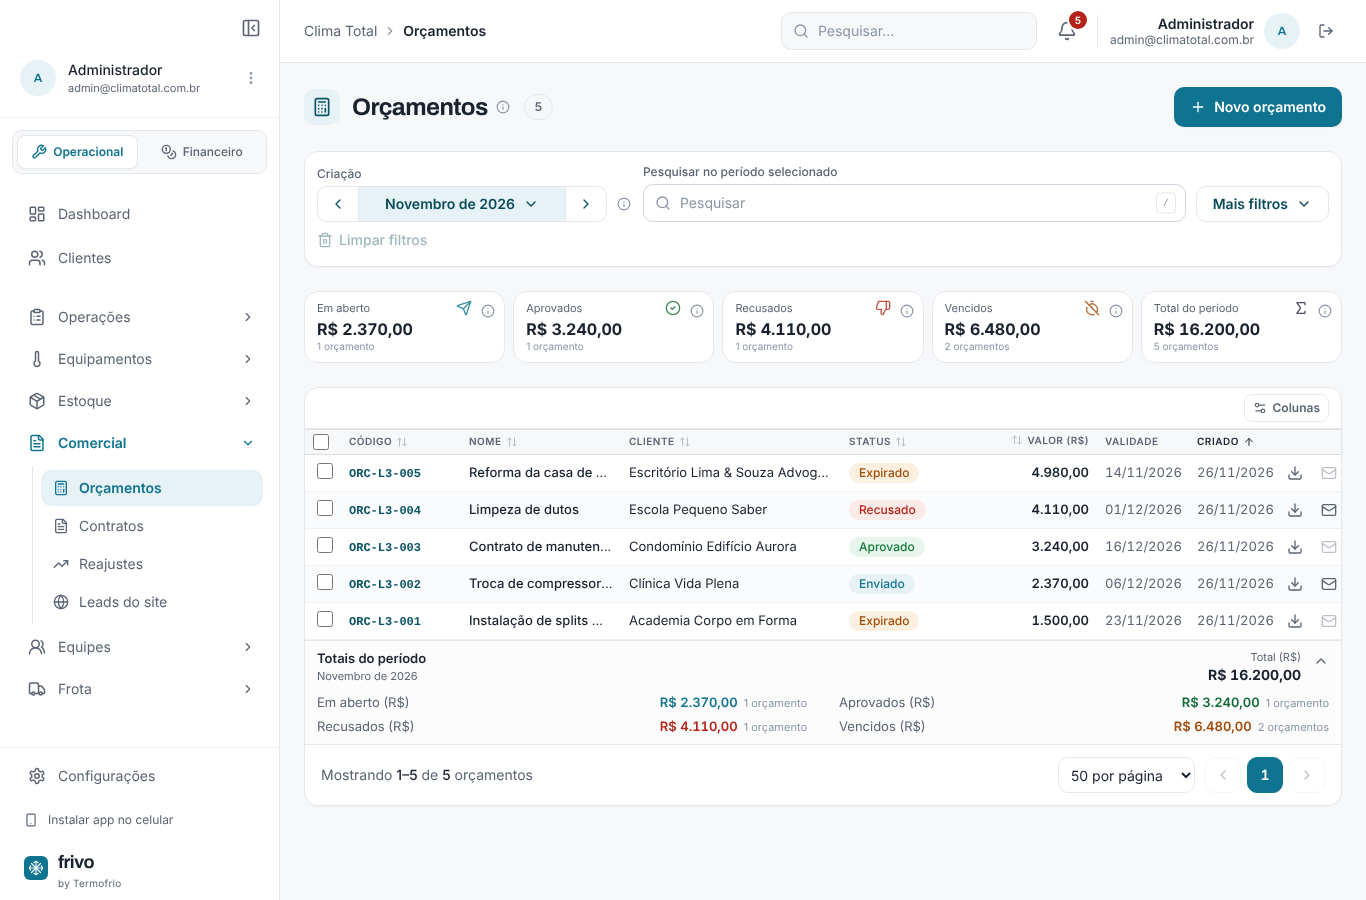 Clima Total > Orçamentos
Pesquisar...
5
Administrador
admin@climatotal.com.br
A
A
Administrador
admin@climatotal.com.br
Operacional
Financeiro
Dashboard
Clientes
Operações
Equipamentos
Estoque
Comercial
Orçamentos
Contratos
Reajustes
Leads do site
Equipes
Frota
Configurações
Instalar app no celular
frivo
by Termofrio
Orçamentos
5
+ Novo orçamento
Criação
Novembro de 2026
Pesquisar no período selecionado
Pesquisar
/
Mais filtros
Limpar filtros
Em aberto
R$ 2.370,00
1 orçamento
Aprovados
R$ 3.240,00
1 orçamento
Recusados
R$ 4.110,00
1 orçamento
Vencidos
R$ 6.480,00
2 orçamentos
Total do período
Σ
R$ 16.200,00
5 orçamentos
Colunas
CÓDIGO NOME CLIENTE STATUS VALOR (R$) VALIDADE CRIADO
ORC-L3-005 Reforma da casa de ... Escritório Lima & Souza Advog... Expirado 4.980,00 14/11/2026 26/11/2026
ORC-L3-004 Limpeza de dutos Escola Pequeno Saber Recusado 4.110,00 01/12/2026 26/11/2026
ORC-L3-003 Contrato de manuten... Condomínio Edifício Aurora Aprovado 3.240,00 16/12/2026 26/11/2026
ORC-L3-002 Troca de compressor... Clínica Vida Plena Enviado 2.370,00 06/12/2026 26/11/2026
ORC-L3-001 Instalação de splits ... Academia Corpo em Forma Expirado 1.500,00 23/11/2026 26/11/2026
Totais do período
Novembro de 2026
Total (R$)
R$ 16.200,00
Em aberto (R$) R$ 2.370,00 1 orçamento Aprovados (R$) R$ 3.240,00 1 orçamento
Recusados (R$) R$ 4.110,00 1 orçamento Vencidos (R$) R$ 6.480,00 2 orçamentos
Mostrando 1–5 de 5 orçamentos
50 por página
1